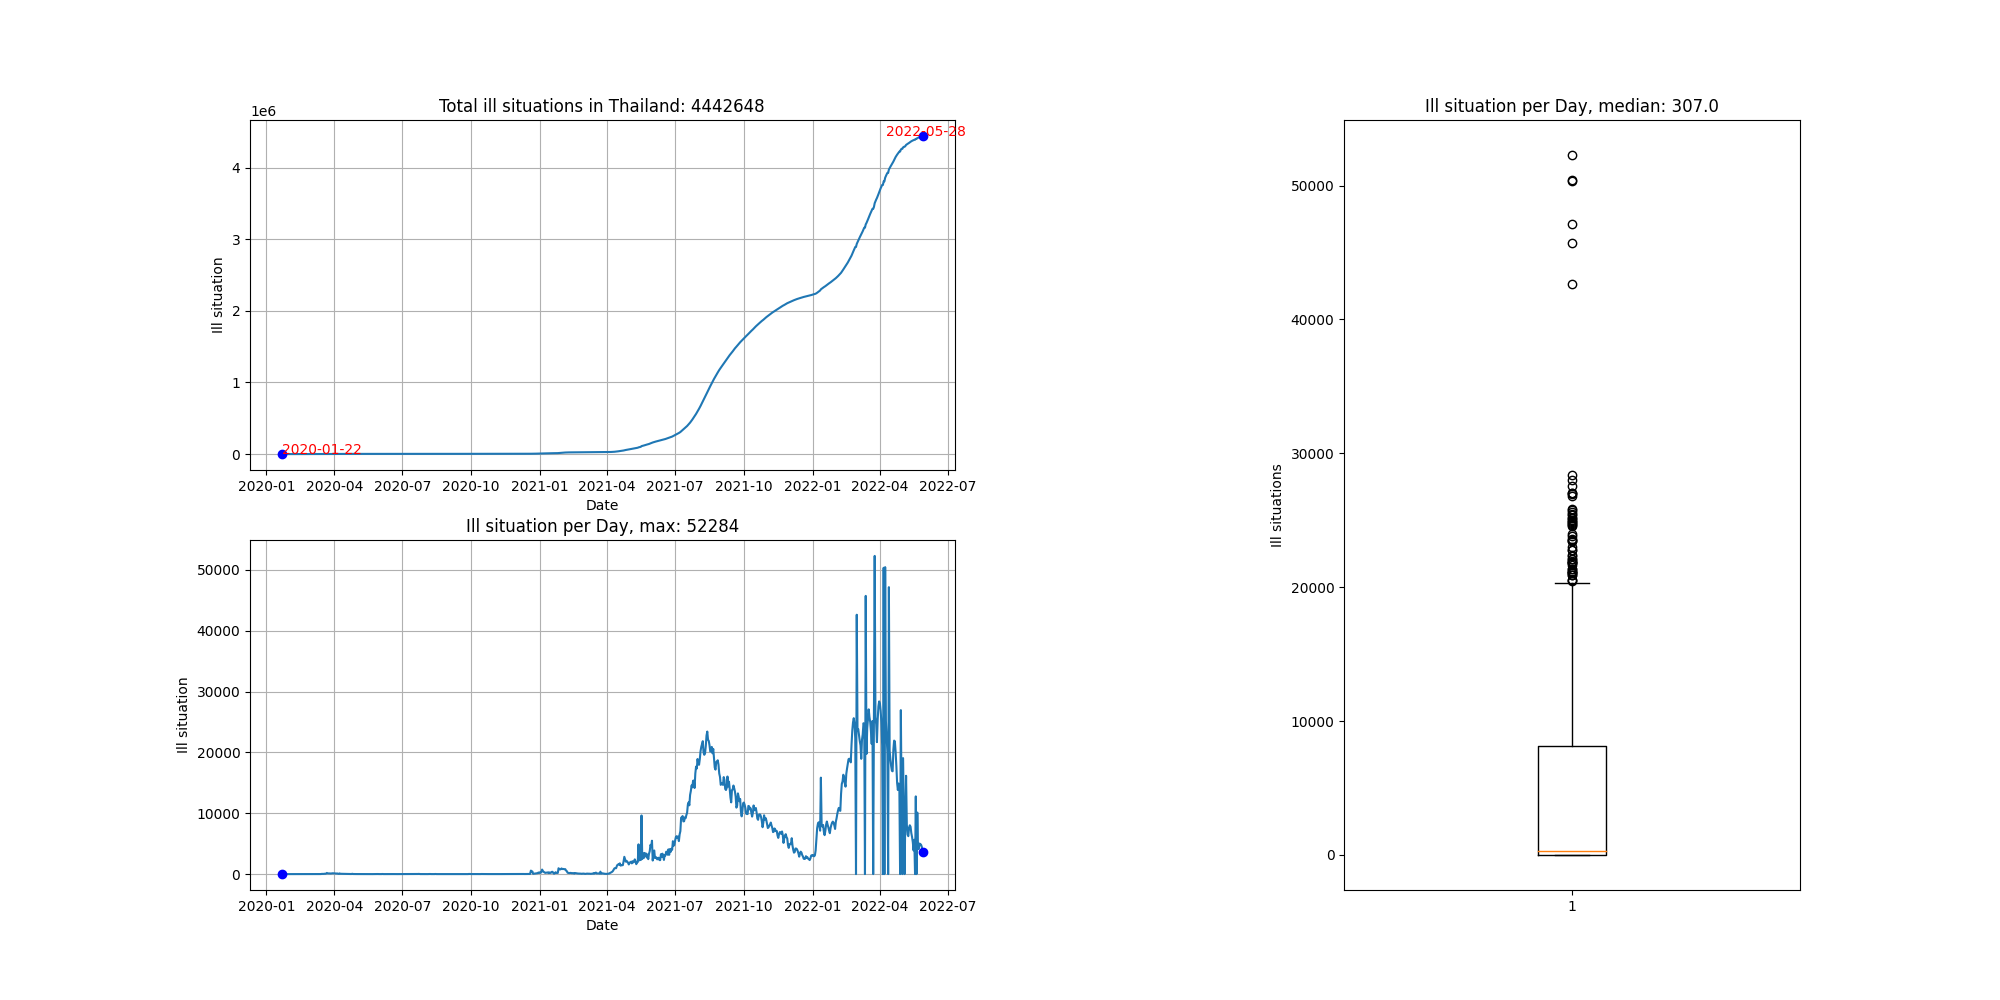 Total ill situations in Thailand: 4442648
1e6
2022-05-28
4
3
2
1
0
Ill situation
2020-01-22
2020-01 2020-04 2020-07 2020-10 2021-01 2021-04 2021-07 2021-10 2022-01 2022-04 2022-07
Date
Ill situation per Day, max: 52284
50000
40000
30000
20000
10000
0
Ill situation
2020-01 2020-04 2020-07 2020-10 2021-01 2021-04 2021-07 2021-10 2022-01 2022-04 2022-07
Date
Ill situation per Day, median: 307.0
50000
40000
30000
20000
10000
0
Ill situations
1